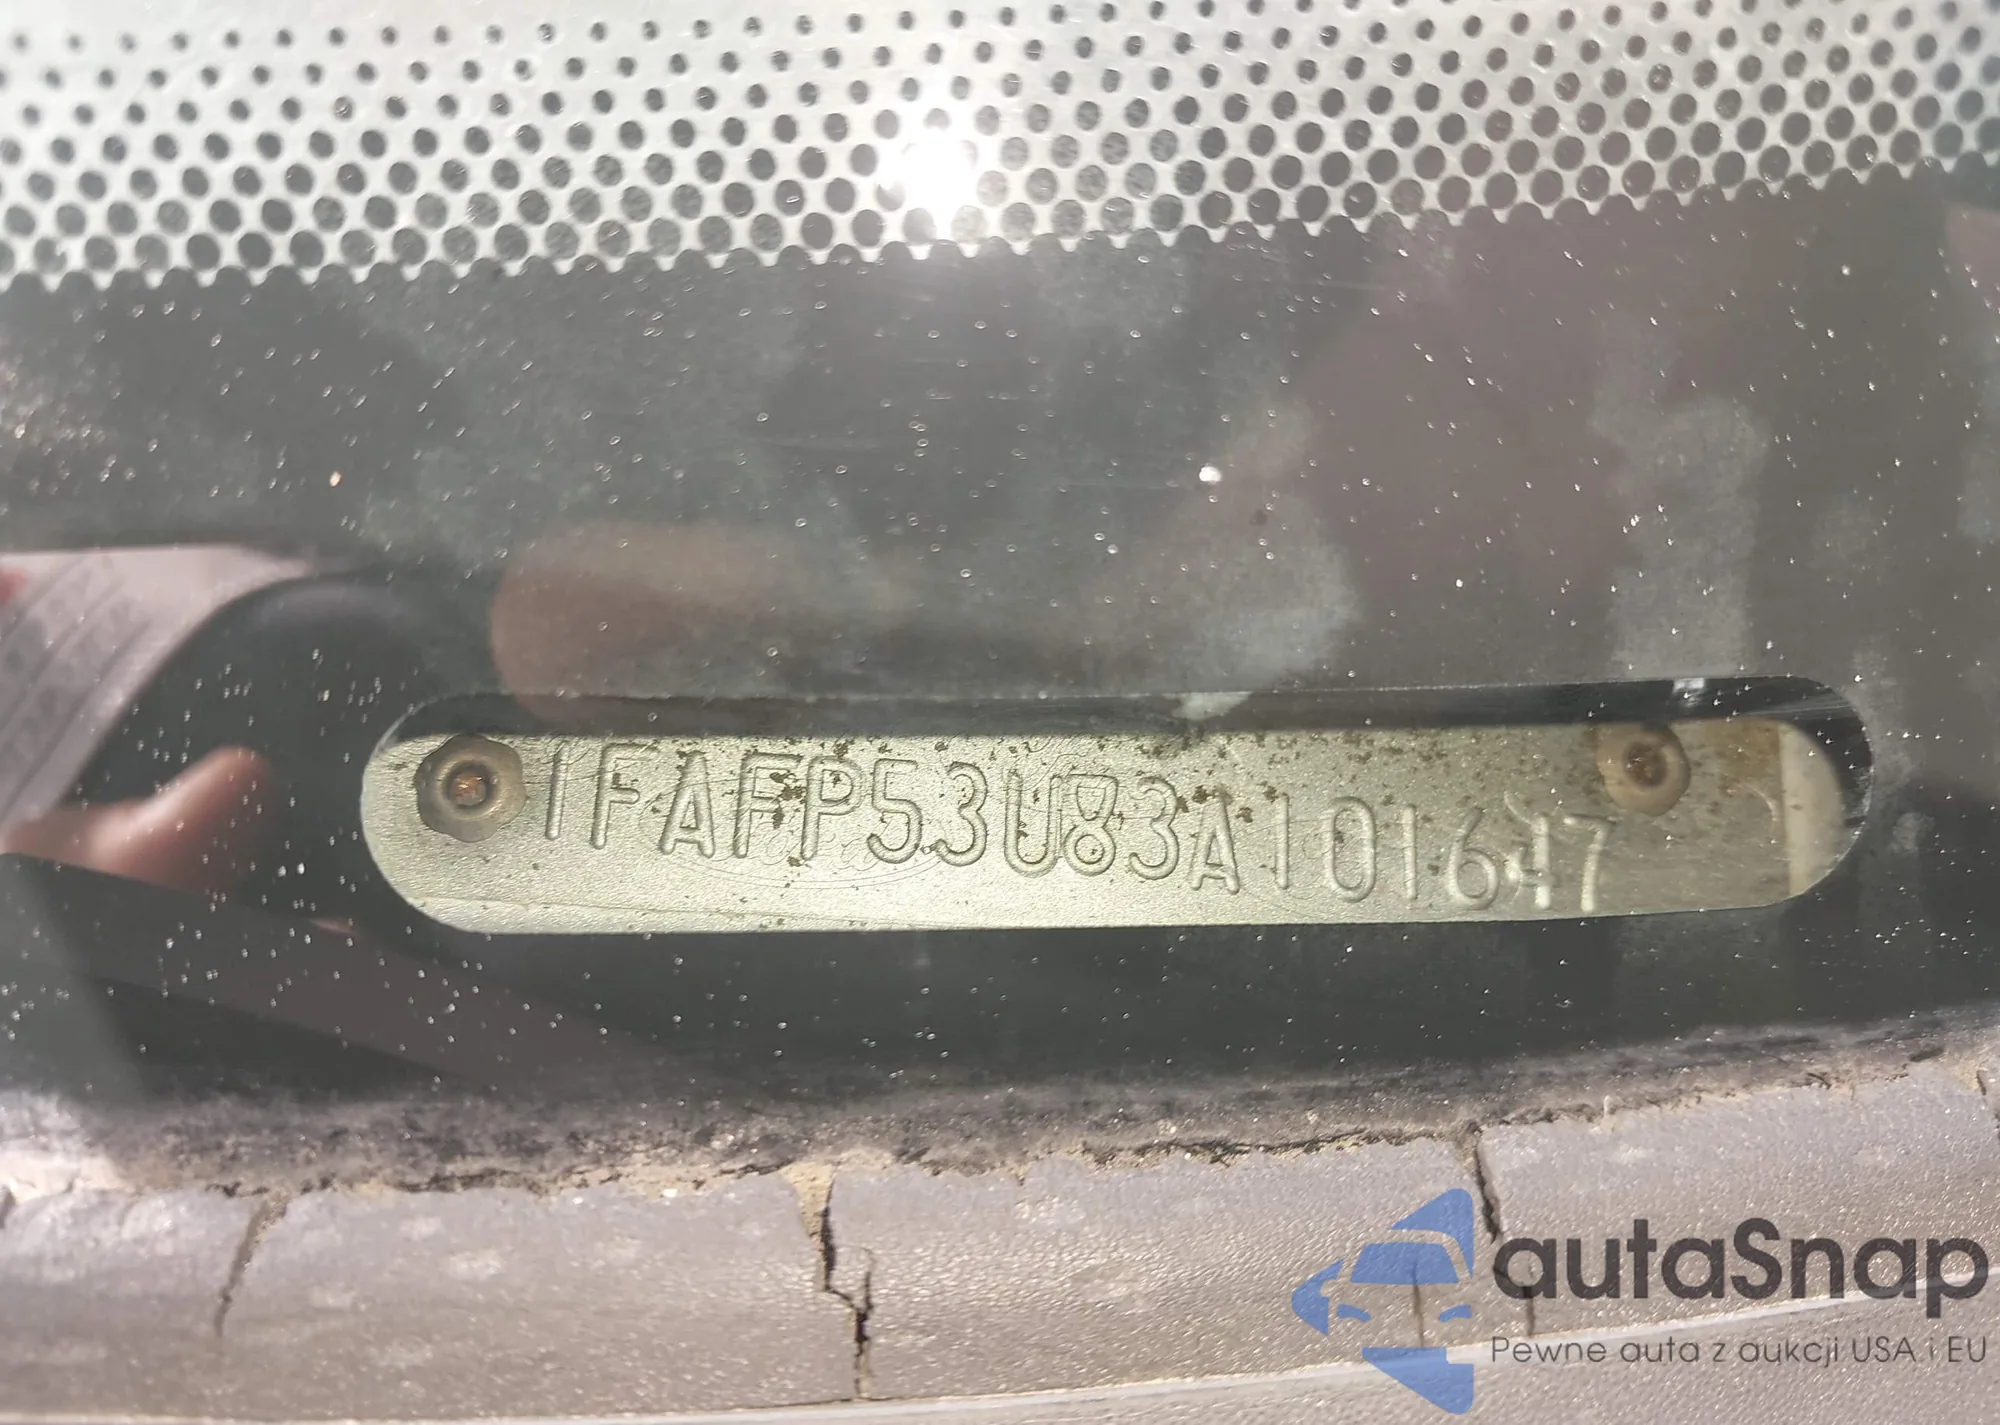 1FAFP53U83A101647
autaSnap
Pewne auta z aukcji USA i EU